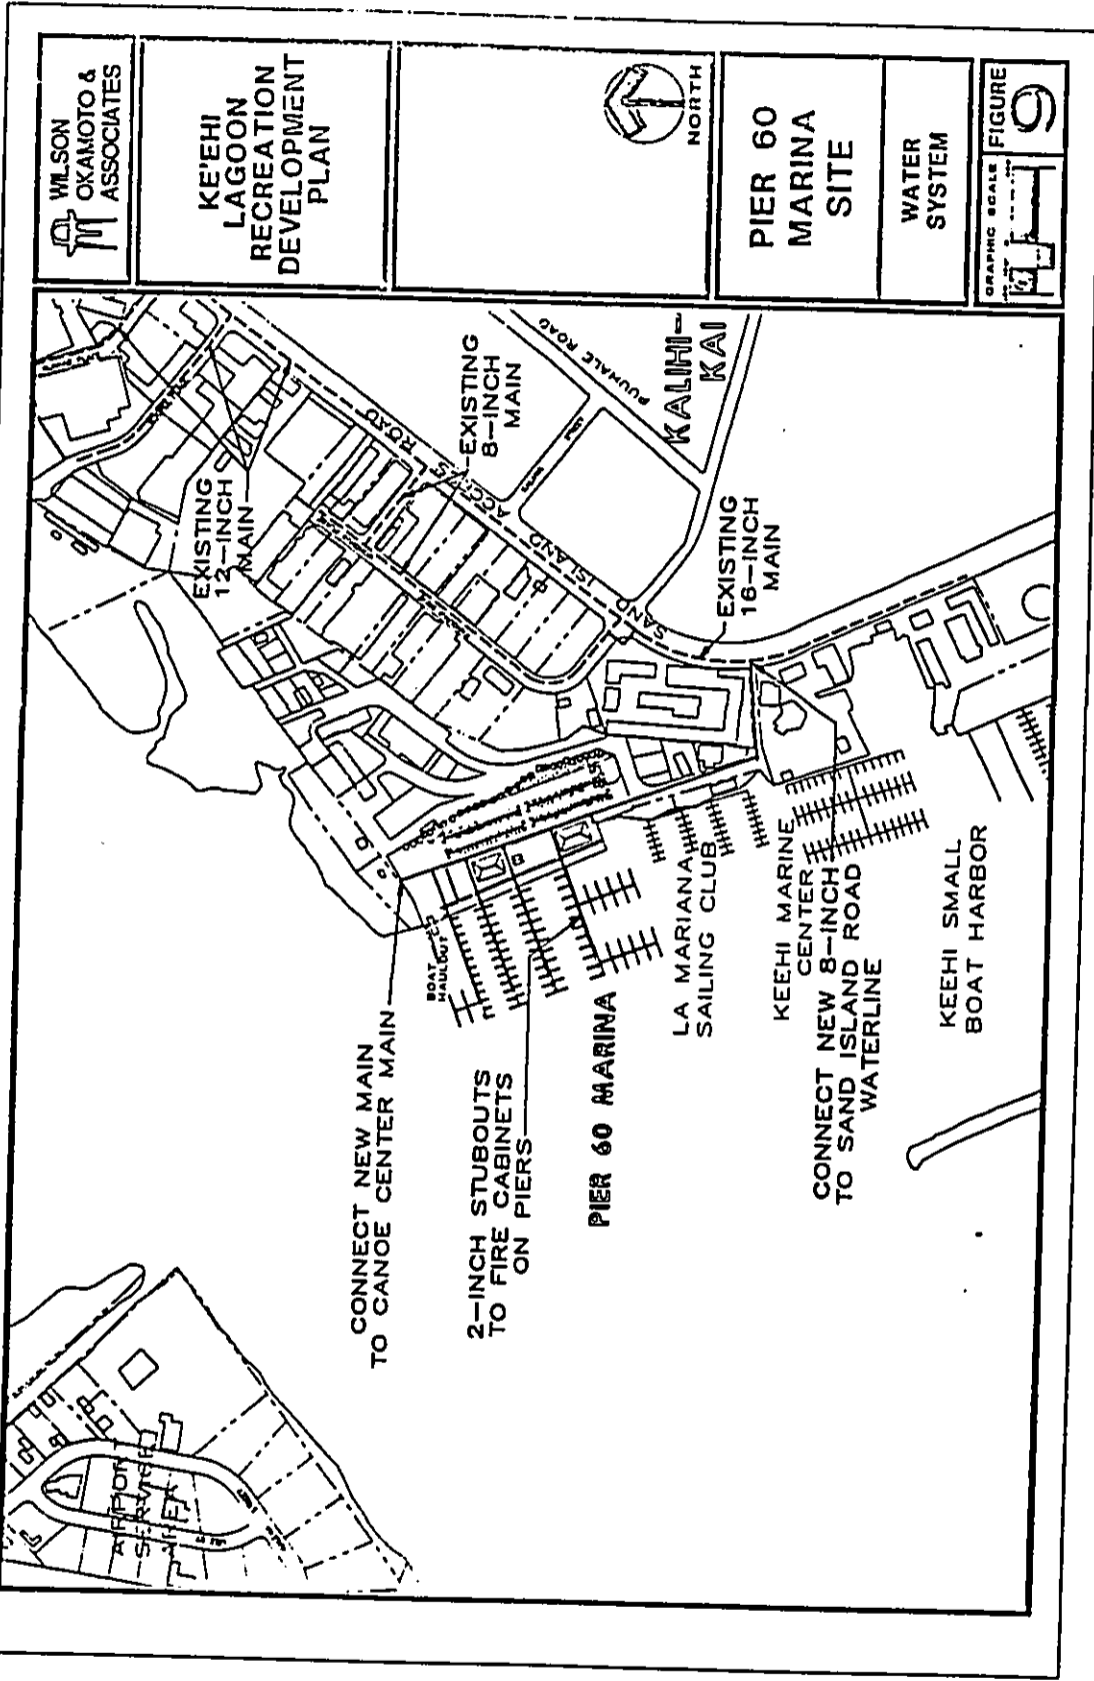 WILSON
OKAMOTO &
ASSOCIATES
KE'EHI
LAGOON
RECREATION
DEVELOPMENT
PLAN
NORTH
PIER 60
MARINA
SITE
WATER
SYSTEM
GRAPHIC SCALE
FIGURE
9
EXISTING
12-INCH
MAIN
EXISTING
8-INCH
MAIN
SAND ISLAND ACCESS ROAD
PUUHALE ROAD
KALIHI-
KAI
EXISTING
16-INCH
MAIN
BOAT
HAULOUT
LA MARIANA
SAILING CLUB
KEEHI MARINE
CENTER
CONNECT NEW 8-INCH
TO SAND ISLAND ROAD
WATERLINE
KEEHI SMALL
BOAT HARBOR
CONNECT NEW MAIN
TO CANOE CENTER MAIN
2-INCH STUBOUTS
TO FIRE CABINETS
ON PIERS
PIER 60 MARINA
AIRPORT
SERVICE
AREA